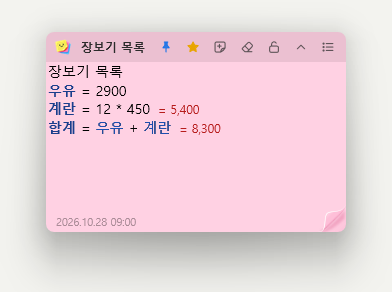 장보기 목록
장보기 목록
우유 = 2900
계란 = 12 * 450 = 5,400
합계 = 우유 + 계란 = 8,300
2026.10.28 09:00